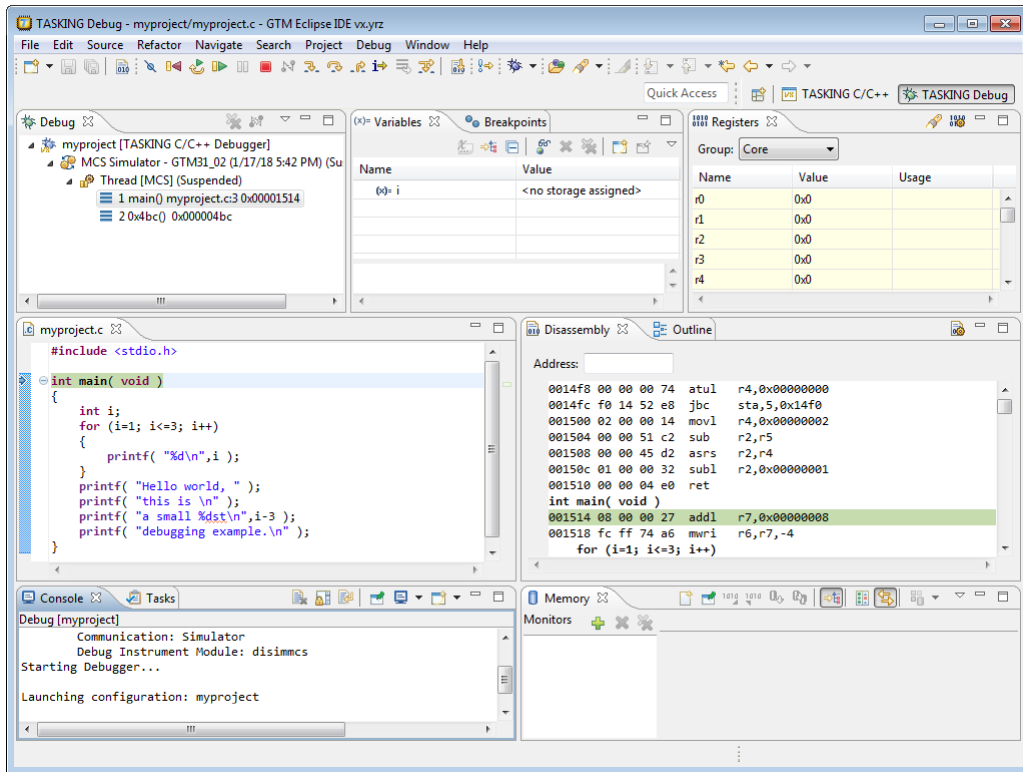 TASKING Debug - myproject/myproject.c - GTM Eclipse IDE vx.yrz
File Edit Source Refactor Navigate Search Project Debug Window Help
Quick Access TASKING C/C++ TASKING Debug
Debug
myproject [TASKING C/C++ Debugger]
MCS Simulator - GTM31_02 (1/17/18 5:42 PM) (Su
Thread [MCS] (Suspended)
1 main() myproject.c:3 0x00001514
2 0x4bc() 0x000004bc
(x)= Variables Breakpoints
Name Value
(x)= i <no storage assigned>
Registers
Group: Core
Name Value Usage
r0 0x0
r1 0x0
r2 0x0
r3 0x0
r4 0x0
myproject.c
#include <stdio.h>
int main( void )
{
int i;
for (i=1; i<=3; i++)
{
printf( "%d\n",i );
}
printf( "Hello world, " );
printf( "this is \n" );
printf( "a small %dst\n",i-3 );
printf( "debugging example.\n" );
}
Disassembly Outline
Address:
0014f8 00 00 00 74 atul r4,0x00000000
0014fc f0 14 52 e8 jbc sta,5,0x14f0
001500 02 00 00 14 movl r4,0x00000002
001504 00 00 51 c2 sub r2,r5
001508 00 00 45 d2 asrs r2,r4
00150c 01 00 00 32 subl r2,0x00000001
001510 00 00 04 e0 ret
int main( void )
001514 08 00 00 27 addl r7,0x00000008
001518 fc ff 74 a6 mwri r6,r7,-4
for (i=1; i<=3; i++)
Console Tasks
Debug [myproject]
Communication: Simulator
Debug Instrument Module: disimmcs
Starting Debugger...
Launching configuration: myproject
Memory
Monitors